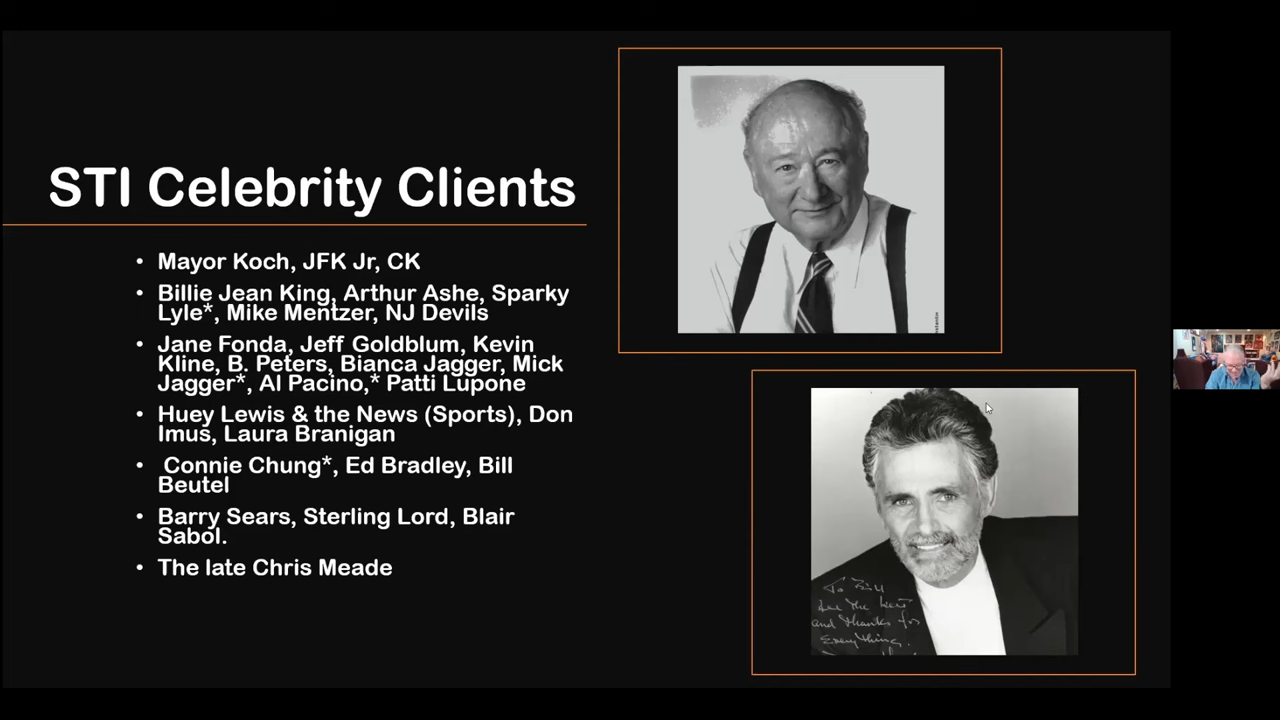 STI Celebrity Clients
• Mayor Koch, JFK Jr, CK
• Billie Jean King, Arthur Ashe, Sparky
Lyle*, Mike Mentzer, NJ Devils
• Jane Fonda, Jeff Goldblum, Kevin
Kline, B. Peters, Bianca Jagger, Mick
Jagger*, Al Pacino,* Patti Lupone
• Huey Lewis & the News (Sports), Don
Imus, Laura Branigan
• Connie Chung*, Ed Bradley, Bill
Beutel
• Barry Sears, Sterling Lord, Blair
Sabol.
• The late Chris Meade
To Bill
and thanks for
Everything.